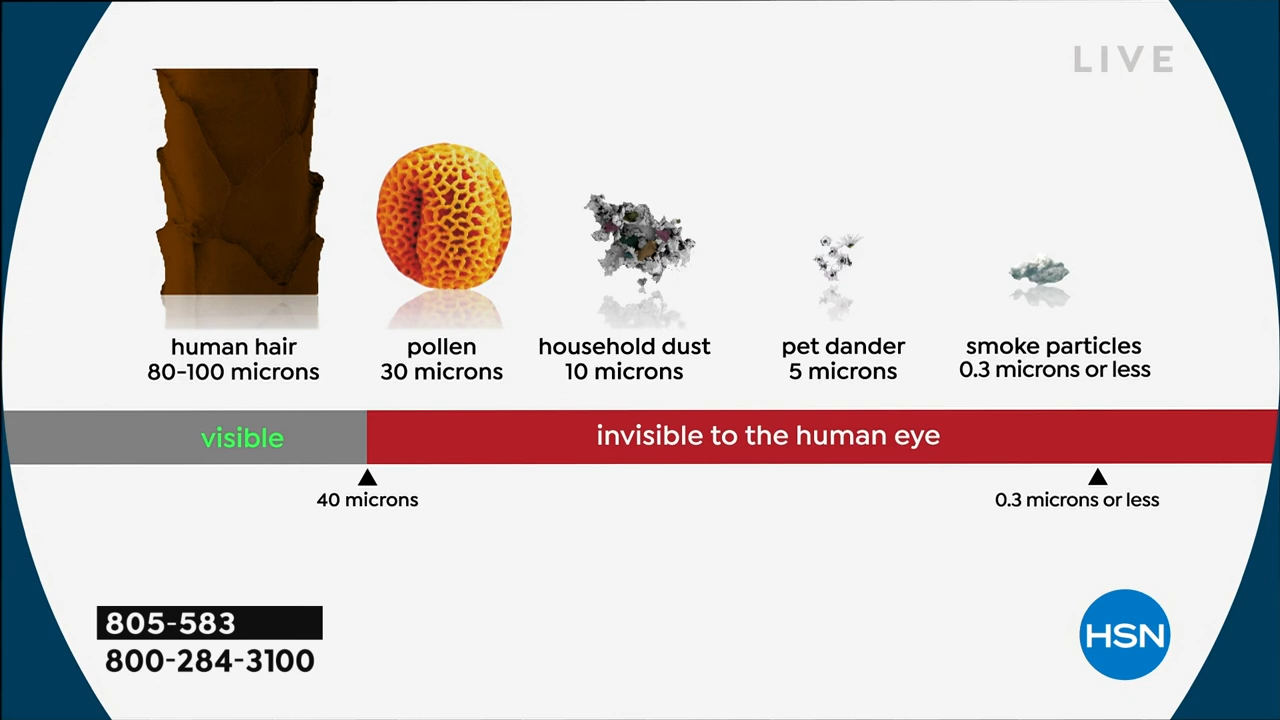 LIVE
human hair
80-100 microns
pollen
30 microns
household dust
10 microns
pet dander
5 microns
smoke particles
0.3 microns or less
visible
invisible to the human eye
40 microns
0.3 microns or less
805-583
800-284-3100
HSN